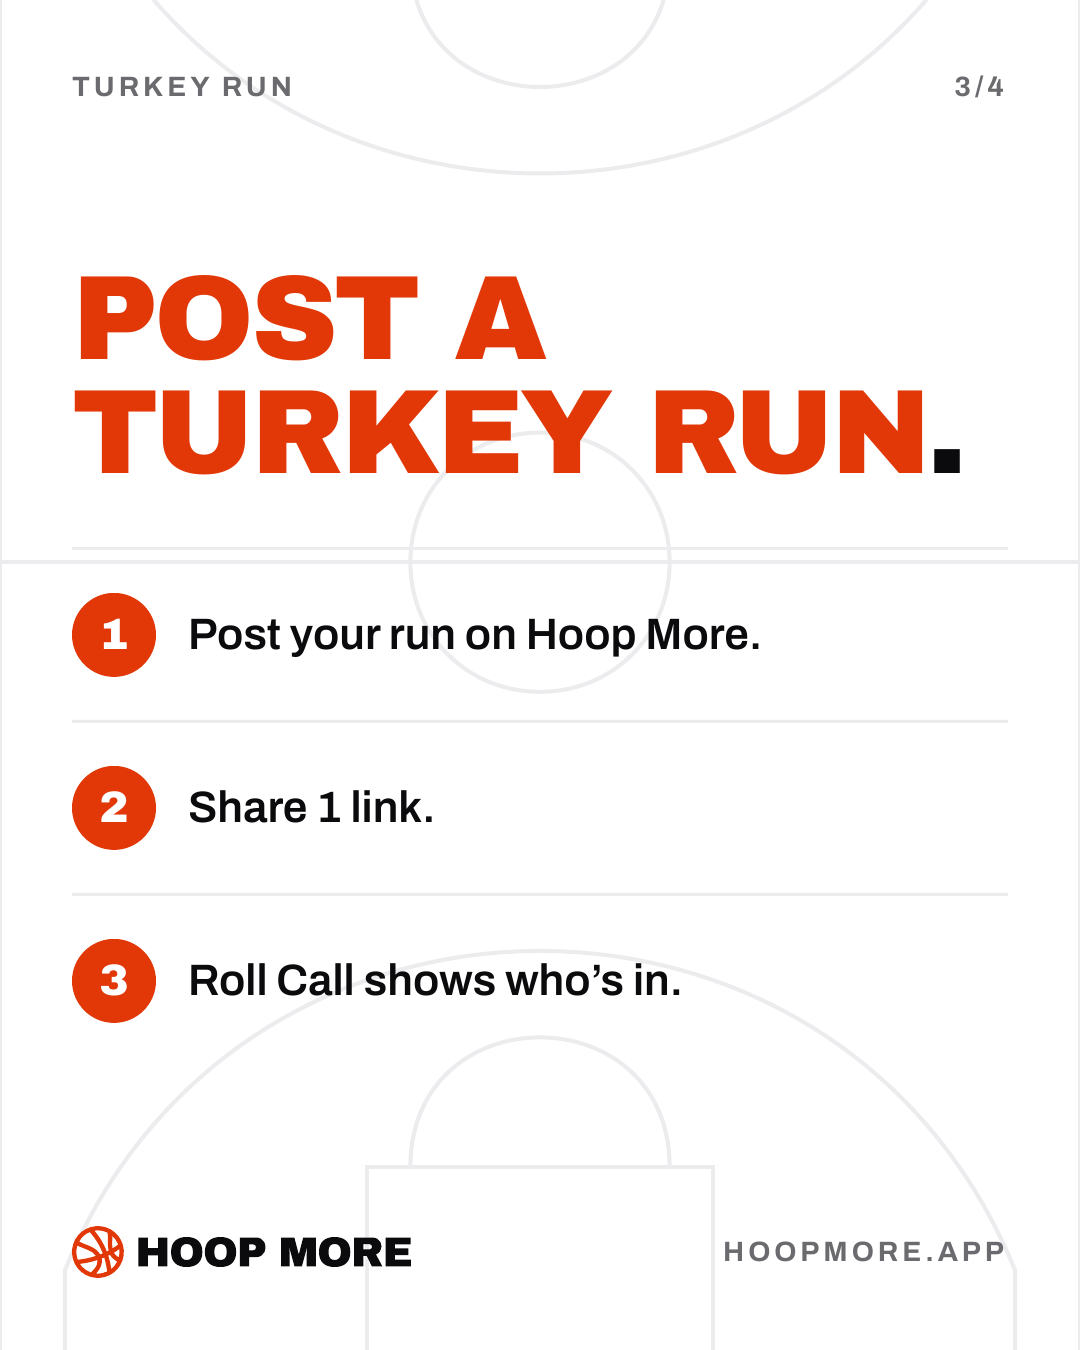 TURKEY RUN
3/4
POST A
TURKEY RUN.
1 Post your run on Hoop More.
2 Share 1 link.
3 Roll Call shows who’s in.
HOOP MORE
HOOPMORE.APP